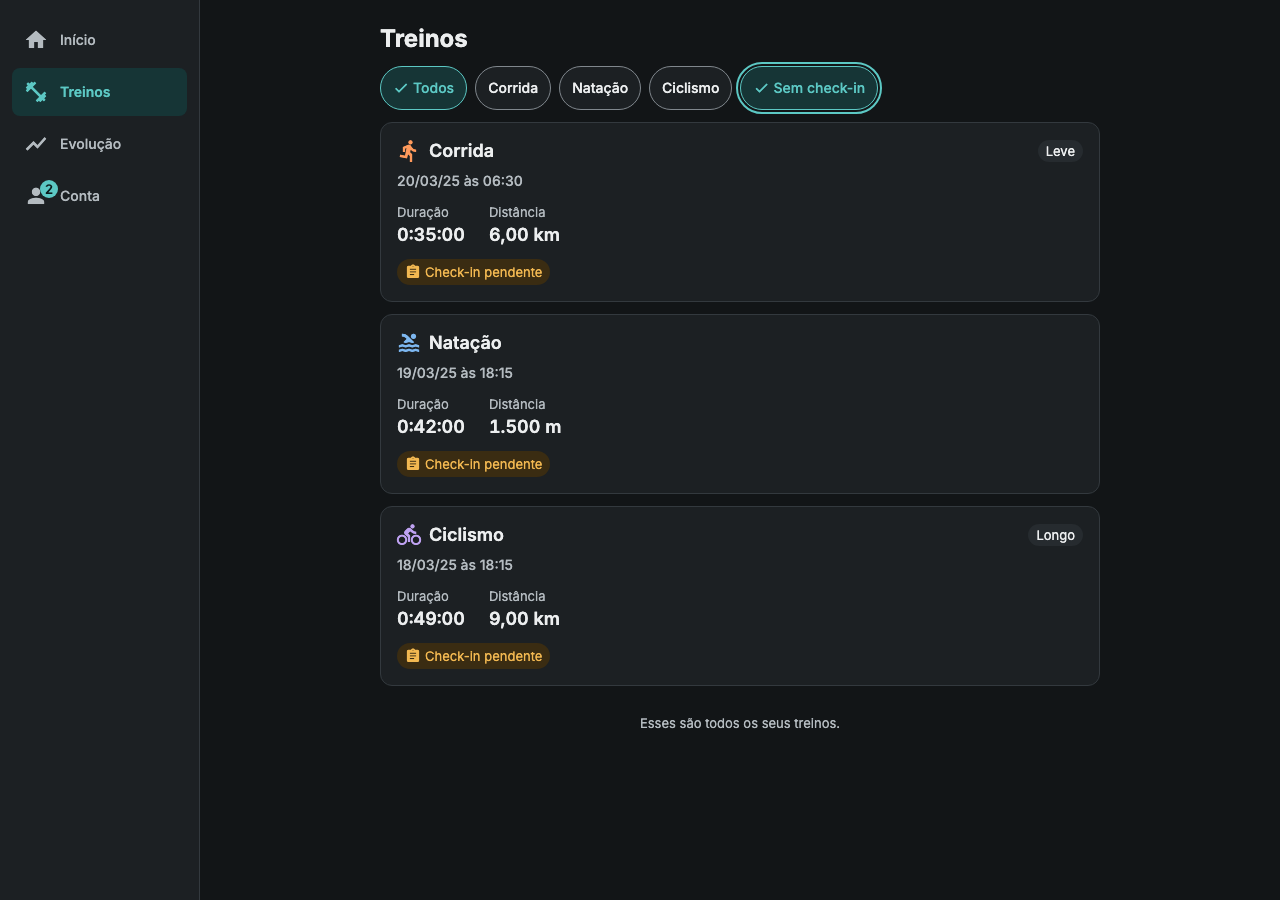 Início
Treinos
Evolução
2
Conta
Treinos
Todos
Corrida
Natação
Ciclismo
Sem check-in
Corrida
Leve
20/03/25 às 06:30
Duração Distância
0:35:00 6,00 km
Check-in pendente
Natação
19/03/25 às 18:15
Duração Distância
0:42:00 1.500 m
Check-in pendente
Ciclismo
Longo
18/03/25 às 18:15
Duração Distância
0:49:00 9,00 km
Check-in pendente
Esses são todos os seus treinos.